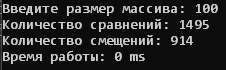 Введите размер массива: 100
Количество сравнений: 1495
Количество смещений: 914
Время работы: 0 ms